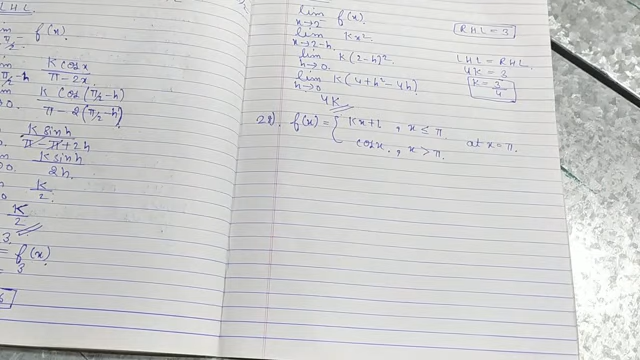 LHL.
f(x).
K cos x
π - 2x
π/2 - h
K cos(π/2 - h)
π - 2(π/2 - h)
K sin h
π - π + 2h
K sin h
2h.
K
2
K
2
3.
= f(x)
= 3
lim f(x).
x→2
RHL = 3
lim Kx².
x→2-h.
LHL = RHL.
lim K(2-h)².
h→0.
4K = 3
K = 3/4
lim K(4+h²-4h)
h→0
4K
28). f(x) = { Kx+1 , x ≤ π
cos x. , x > π. at x = π.